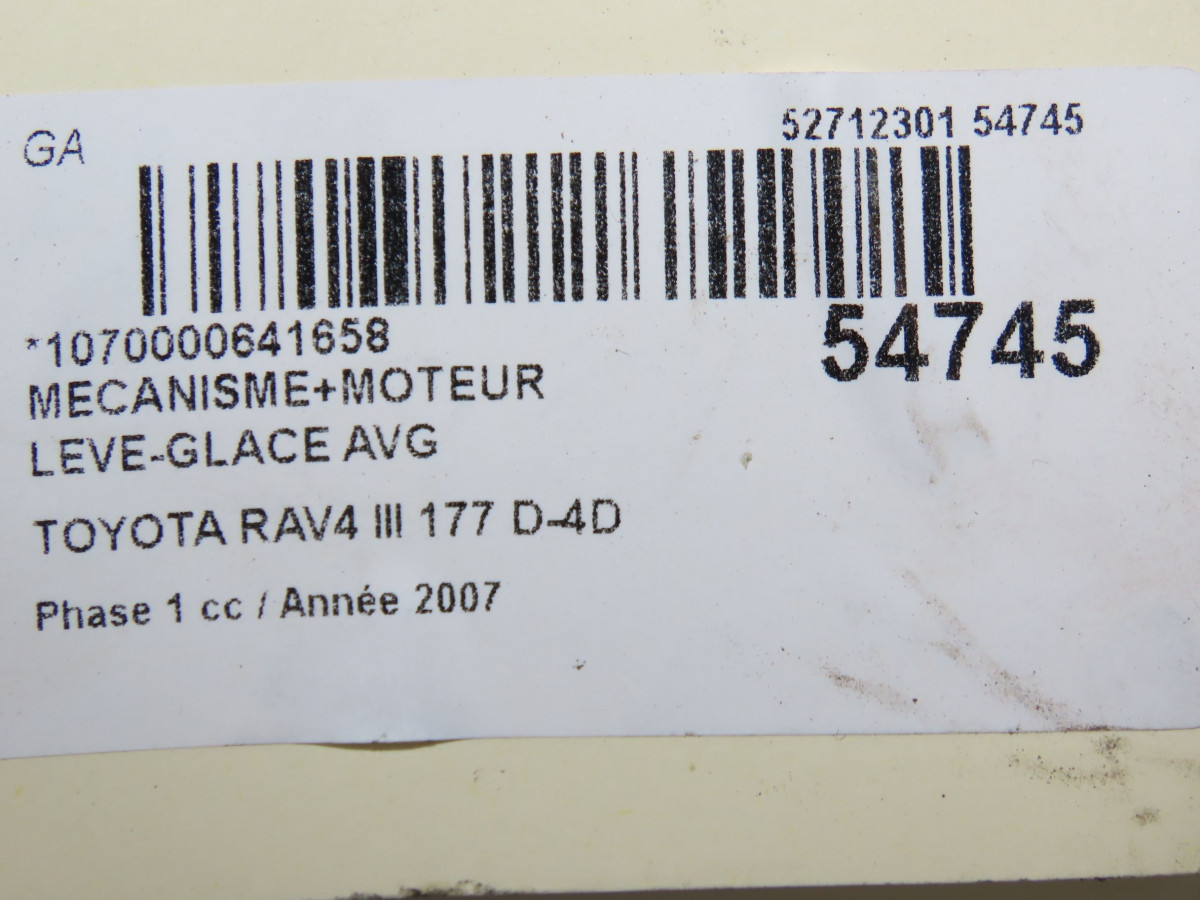 GA
52712301 54745
*1070000641658
54745
MECANISME+MOTEUR
LEVE-GLACE AVG
TOYOTA RAV4 III 177 D-4D
Phase 1 cc / Année 2007